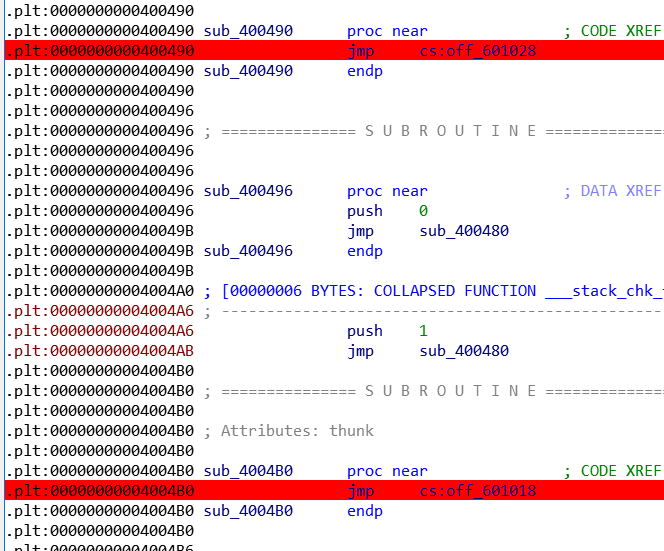 .plt:0000000000400490
.plt:0000000000400490 sub_400490 proc near ; CODE XREF
.plt:0000000000400490 jmp cs:off_601028
.plt:0000000000400490 sub_400490 endp
.plt:0000000000400490
.plt:0000000000400496
.plt:0000000000400496 ; =============== S U B R O U T I N E =============
.plt:0000000000400496
.plt:0000000000400496
.plt:0000000000400496 sub_400496 proc near ; DATA XREF
.plt:0000000000400496 push 0
.plt:000000000040049B jmp sub_400480
.plt:000000000040049B sub_400496 endp
.plt:000000000040049B
.plt:00000000004004A0 ; [00000006 BYTES: COLLAPSED FUNCTION ___stack_chk_
.plt:00000000004004A6 ; ---------------------------------------------------
.plt:00000000004004A6 push 1
.plt:00000000004004AB jmp sub_400480
.plt:00000000004004B0
.plt:00000000004004B0 ; =============== S U B R O U T I N E =============
.plt:00000000004004B0
.plt:00000000004004B0 ; Attributes: thunk
.plt:00000000004004B0
.plt:00000000004004B0 sub_4004B0 proc near ; CODE XREF
.plt:00000000004004B0 jmp cs:off_601018
.plt:00000000004004B0 sub_4004B0 endp
.plt:00000000004004B0
.plt:00000000004004B6